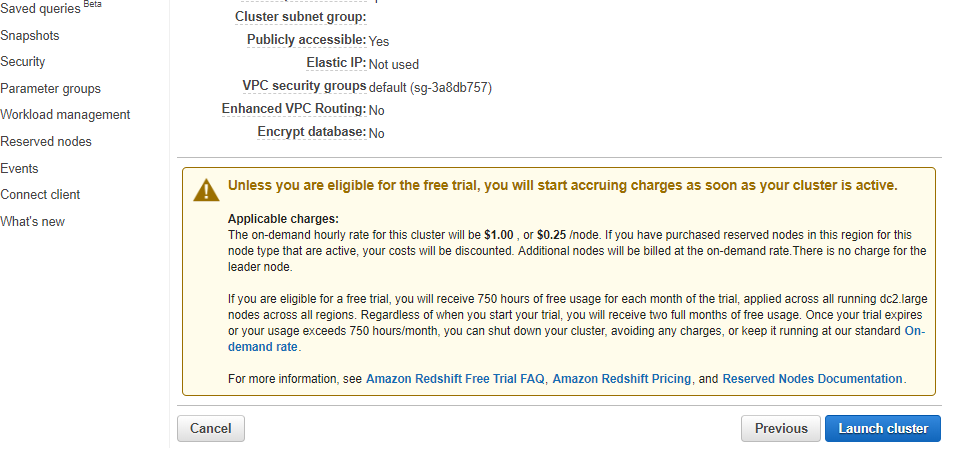 Saved queries Beta
Snapshots
Security
Parameter groups
Workload management
Reserved nodes
Events
Connect client
What's new
Cluster subnet group:
Publicly accessible: Yes
Elastic IP: Not used
VPC security groups default (sg-3a8db757)
Enhanced VPC Routing: No
Encrypt database: No
Unless you are eligible for the free trial, you will start accruing charges as soon as your cluster is active.
Applicable charges:
The on-demand hourly rate for this cluster will be $1.00 , or $0.25 /node. If you have purchased reserved nodes in this region for this
node type that are active, your costs will be discounted. Additional nodes will be billed at the on-demand rate.There is no charge for the
leader node.
If you are eligible for a free trial, you will receive 750 hours of free usage for each month of the trial, applied across all running dc2.large
nodes across all regions. Regardless of when you start your trial, you will receive two full months of free usage. Once your trial expires
or your usage exceeds 750 hours/month, you can shut down your cluster, avoiding any charges, or keep it running at our standard On-
demand rate.
For more information, see Amazon Redshift Free Trial FAQ, Amazon Redshift Pricing, and Reserved Nodes Documentation.
Cancel
Previous
Launch cluster